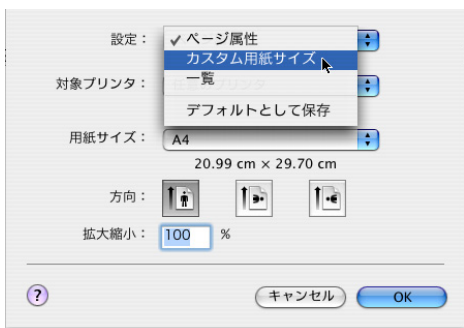 設定：
✓ ページ属性
カスタム用紙サイズ
一覧
デフォルトとして保存
対象プリンタ：
用紙サイズ： A4
20.99 cm × 29.70 cm
方向：
拡大縮小： 100 %
?
キャンセル OK